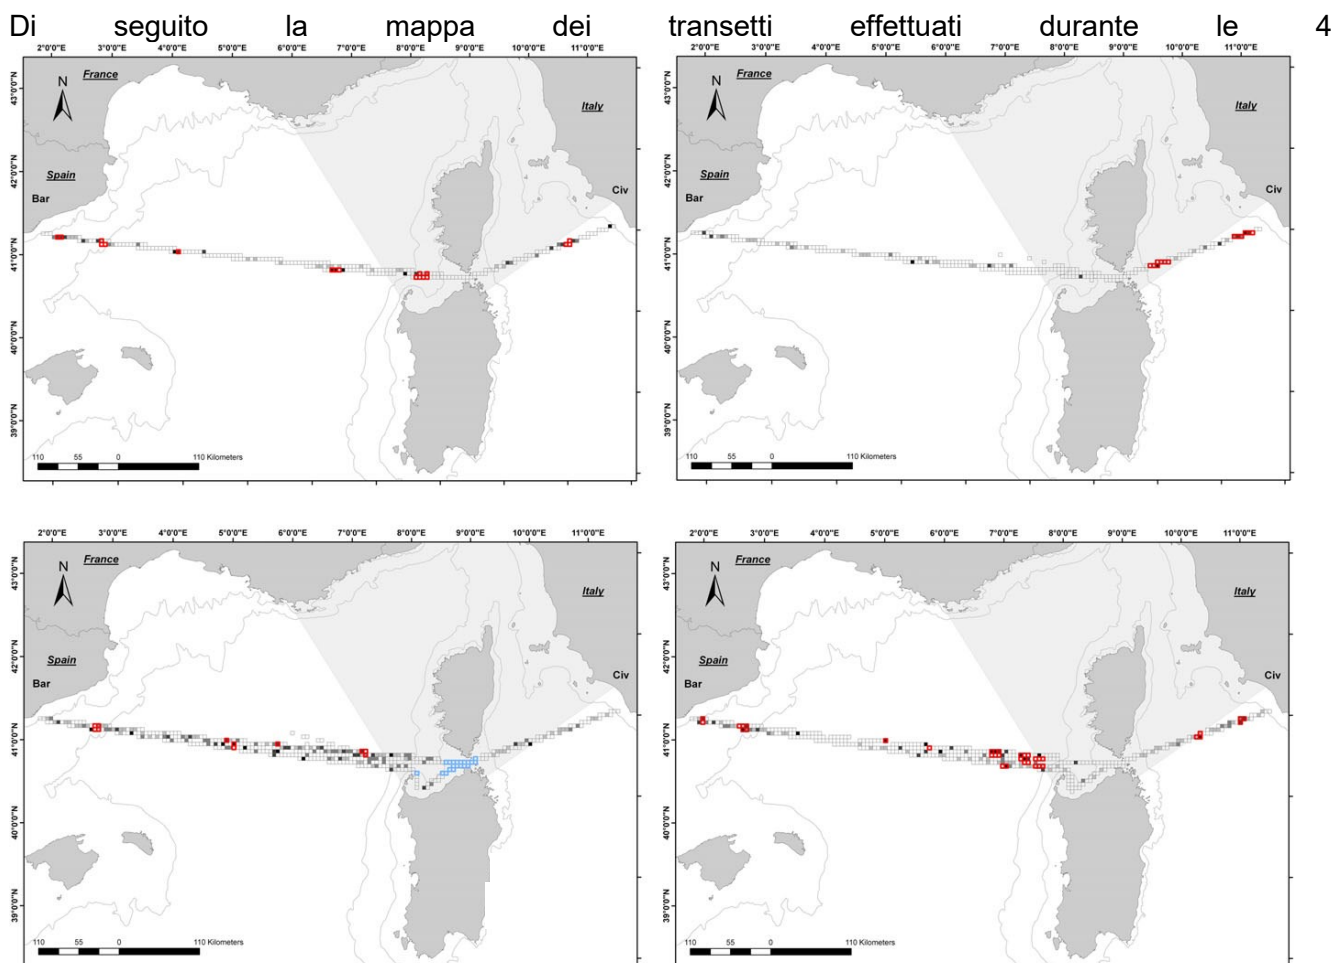 Di seguito la mappa dei transetti effettuati durante le 4
2°0'0"E 3°0'0"E 4°0'0"E 5°0'0"E 6°0'0"E 7°0'0"E 8°0'0"E 9°0'0"E 10°0'0"E 11°0'0"E
43°0'0"N
42°0'0"N
41°0'0"N
40°0'0"N
39°0'0"N
N
France
Italy
Spain
Bar
Civ
110 55 0 110 Kilometers
2°0'0"E 3°0'0"E 4°0'0"E 5°0'0"E 6°0'0"E 7°0'0"E 8°0'0"E 9°0'0"E 10°0'0"E 11°0'0"E
43°0'0"N
42°0'0"N
41°0'0"N
40°0'0"N
39°0'0"N
N
France
Italy
Spain
Bar
Civ
110 55 0 110 Kilometers
2°0'0"E 3°0'0"E 4°0'0"E 5°0'0"E 6°0'0"E 7°0'0"E 8°0'0"E 9°0'0"E 10°0'0"E 11°0'0"E
43°0'0"N
42°0'0"N
41°0'0"N
40°0'0"N
39°0'0"N
N
France
Italy
Spain
Bar
Civ
110 55 0 110 Kilometers
2°0'0"E 3°0'0"E 4°0'0"E 5°0'0"E 6°0'0"E 7°0'0"E 8°0'0"E 9°0'0"E 10°0'0"E 11°0'0"E
43°0'0"N
42°0'0"N
41°0'0"N
40°0'0"N
39°0'0"N
N
France
Italy
Spain
Bar
Civ
110 55 0 110 Kilometers